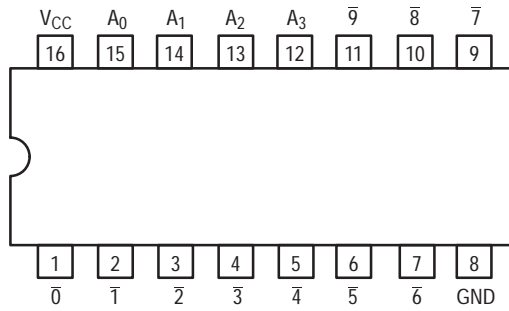 V_CC A₀ A₁ A₂ A₃ 9̅ 8̅ 7̅
16 15 14 13 12 11 10 9
1 2 3 4 5 6 7 8
0̅ 1̅ 2̅ 3̅ 4̅ 5̅ 6̅ GND